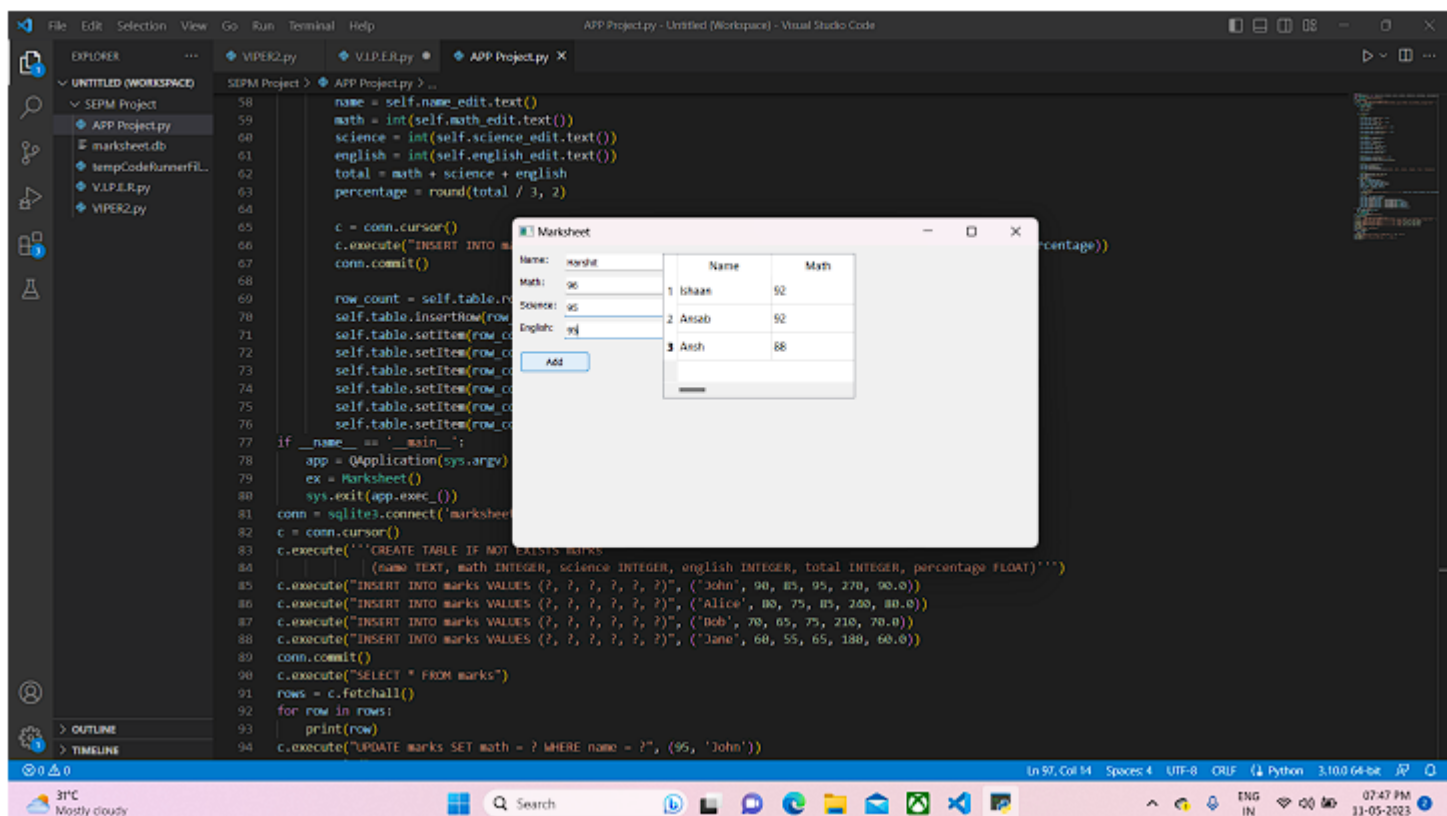 File Edit Selection View Go Run Terminal Help APP Project.py - Untitled (Workspace) - Visual Studio Code
EXPLORER ··· VIPER2.py V.I.P.E.R.py APP Project.py
UNTITLED (WORKSPACE) SEPM Project > APP Project.py > ...
SEPM Project
APP Project.py
marksheet.db
tempCodeRunnerFil...
V.I.P.E.R.py
VIPER2.py
58 name = self.name_edit.text()
59 math = int(self.math_edit.text())
60 science = int(self.science_edit.text())
61 english = int(self.english_edit.text())
62 total = math + science + english
63 percentage = round(total / 3, 2)
64
65 c = conn.cursor()
66 c.execute("INSERT INTO centage))
67 conn.commit()
68
69 row_count = self.table.
70 self.table.insertRow(row
71 self.table.setItem(row_c
72 self.table.setItem(row_c
73 self.table.setItem(row_c
74 self.table.setItem(row_c
75 self.table.setItem(row_c
76 self.table.setItem(row_c
77 if __name__ == '__main__':
78 app = QApplication(sys.argv)
79 ex = Marksheet()
80 sys.exit(app.exec_())
81 conn = sqlite3.connect('marksheet
82 c = conn.cursor()
83 c.execute('''CREATE TABLE IF NOT EXISTS marks
84 (name TEXT, math INTEGER, science INTEGER, english INTEGER, total INTEGER, percentage FLOAT)''')
85 c.execute("INSERT INTO marks VALUES (?, ?, ?, ?, ?, ?)", ('John', 90, 85, 95, 270, 90.0))
86 c.execute("INSERT INTO marks VALUES (?, ?, ?, ?, ?, ?)", ('Alice', 80, 75, 85, 240, 80.0))
87 c.execute("INSERT INTO marks VALUES (?, ?, ?, ?, ?, ?)", ('Bob', 70, 65, 75, 210, 70.0))
88 c.execute("INSERT INTO marks VALUES (?, ?, ?, ?, ?, ?)", ('Jane', 60, 55, 65, 180, 60.0))
89 conn.commit()
90 c.execute("SELECT * FROM marks")
91 rows = c.fetchall()
92 for row in rows:
93 print(row)
94 c.execute("UPDATE marks SET math = ? WHERE name = ?", (95, 'John'))
Marksheet
Name: Harshit
Math: 96
Science: 95
English:
Add
Name Math
1 Ishaan 92
2 Ansab 92
3 Ansh 88
OUTLINE
TIMELINE
0 0 Ln 97, Col 14 Spaces: 4 UTF-8 CRLF Python 3.10.0 64-bit
31°C
Mostly cloudy
Search
ENG
IN
07:47 PM
11-05-2023
2